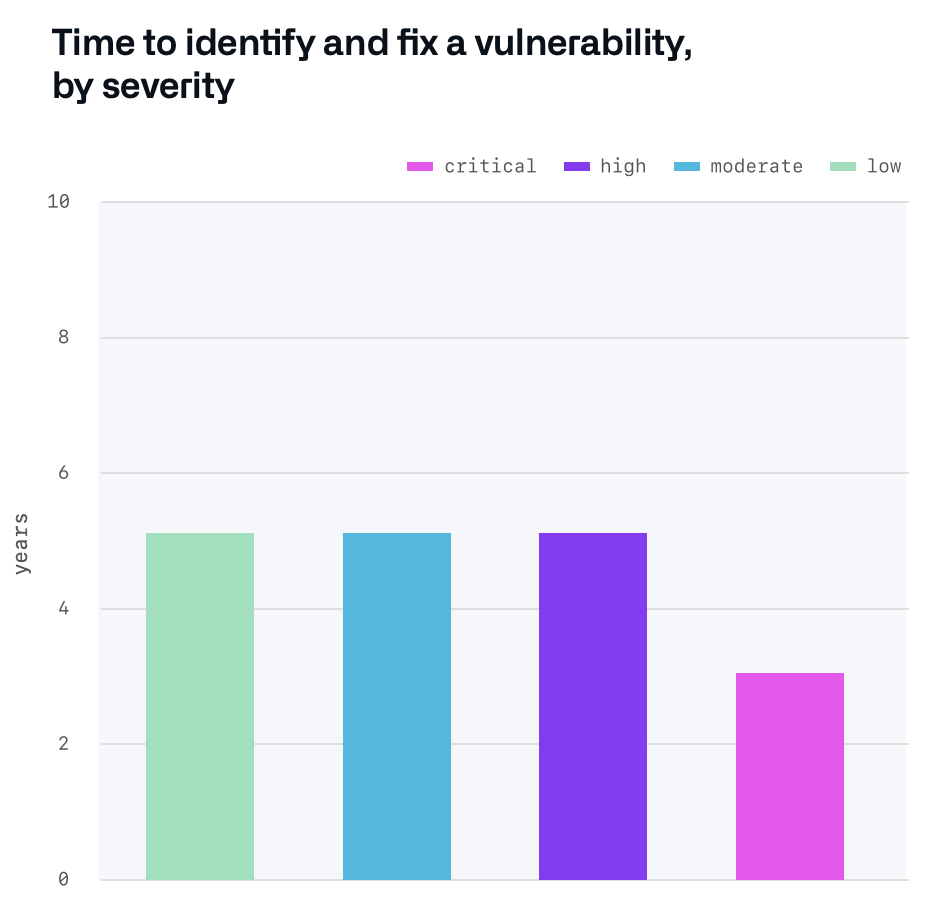 Time to identify and fix a vulnerability,
by severity
critical high moderate low
10
8
6
years
4
2
0